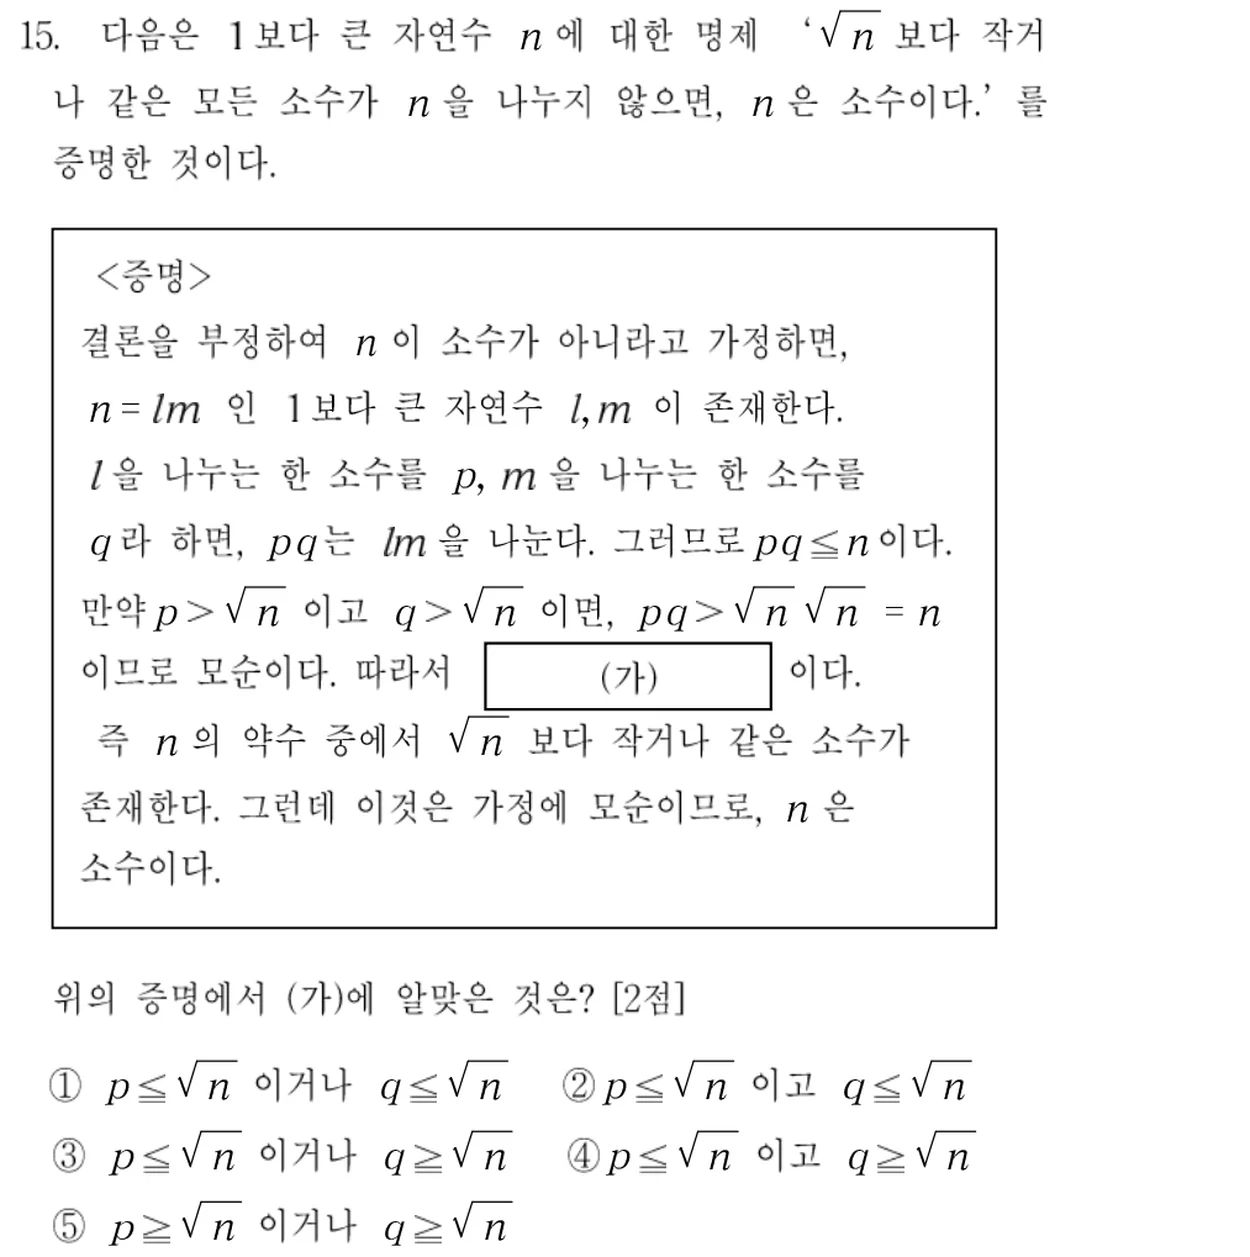 15. 다음은 1보다 큰 자연수 n에 대한 명제 ‘√n 보다 작거
나 같은 모든 소수가 n을 나누지 않으면, n은 소수이다.’ 를
증명한 것이다.
<증명>
결론을 부정하여 n이 소수가 아니라고 가정하면,
n=lm 인 1보다 큰 자연수 l,m 이 존재한다.
l을 나누는 한 소수를 p, m을 나누는 한 소수를
q라 하면, pq는 lm을 나눈다. 그러므로 pq≦n이다.
만약 p>√n 이고 q>√n 이면, pq>√n√n = n
이므로 모순이다. 따라서 (가) 이다.
즉 n의 약수 중에서 √n 보다 작거나 같은 소수가
존재한다. 그런데 이것은 가정에 모순이므로, n은
소수이다.
위의 증명에서 (가)에 알맞은 것은? [2점]
① p≦√n 이거나 q≦√n ② p≦√n 이고 q≦√n
③ p≦√n 이거나 q≧√n ④ p≦√n 이고 q≧√n
⑤ p≧√n 이거나 q≧√n